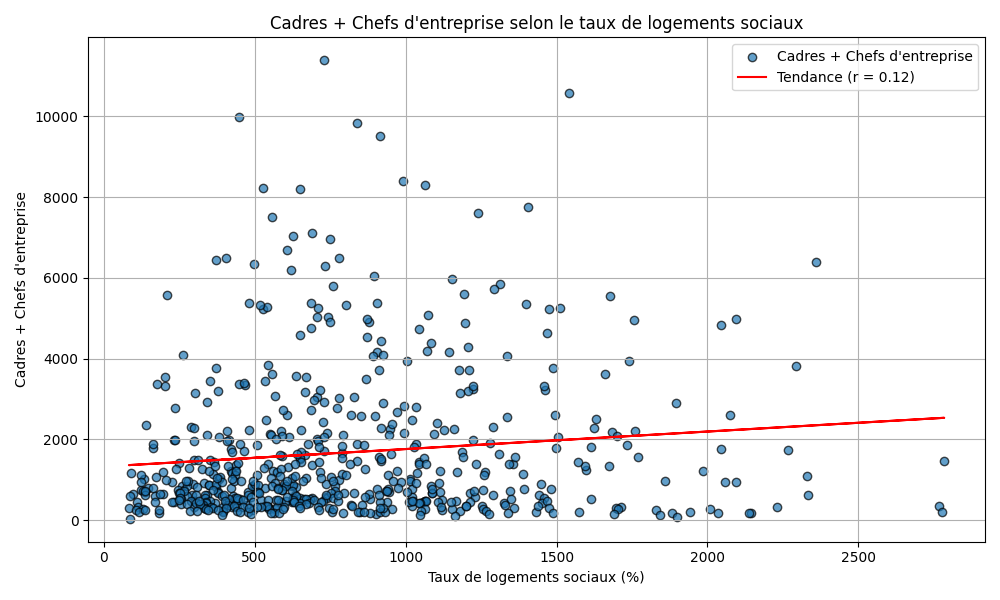 Cadres + Chefs d'entreprise selon le taux de logements sociaux
Cadres + Chefs d'entreprise
Tendance (r = 0.12)
Cadres + Chefs d'entreprise
10000
8000
6000
4000
2000
0
0 500 1000 1500 2000 2500
Taux de logements sociaux (%)